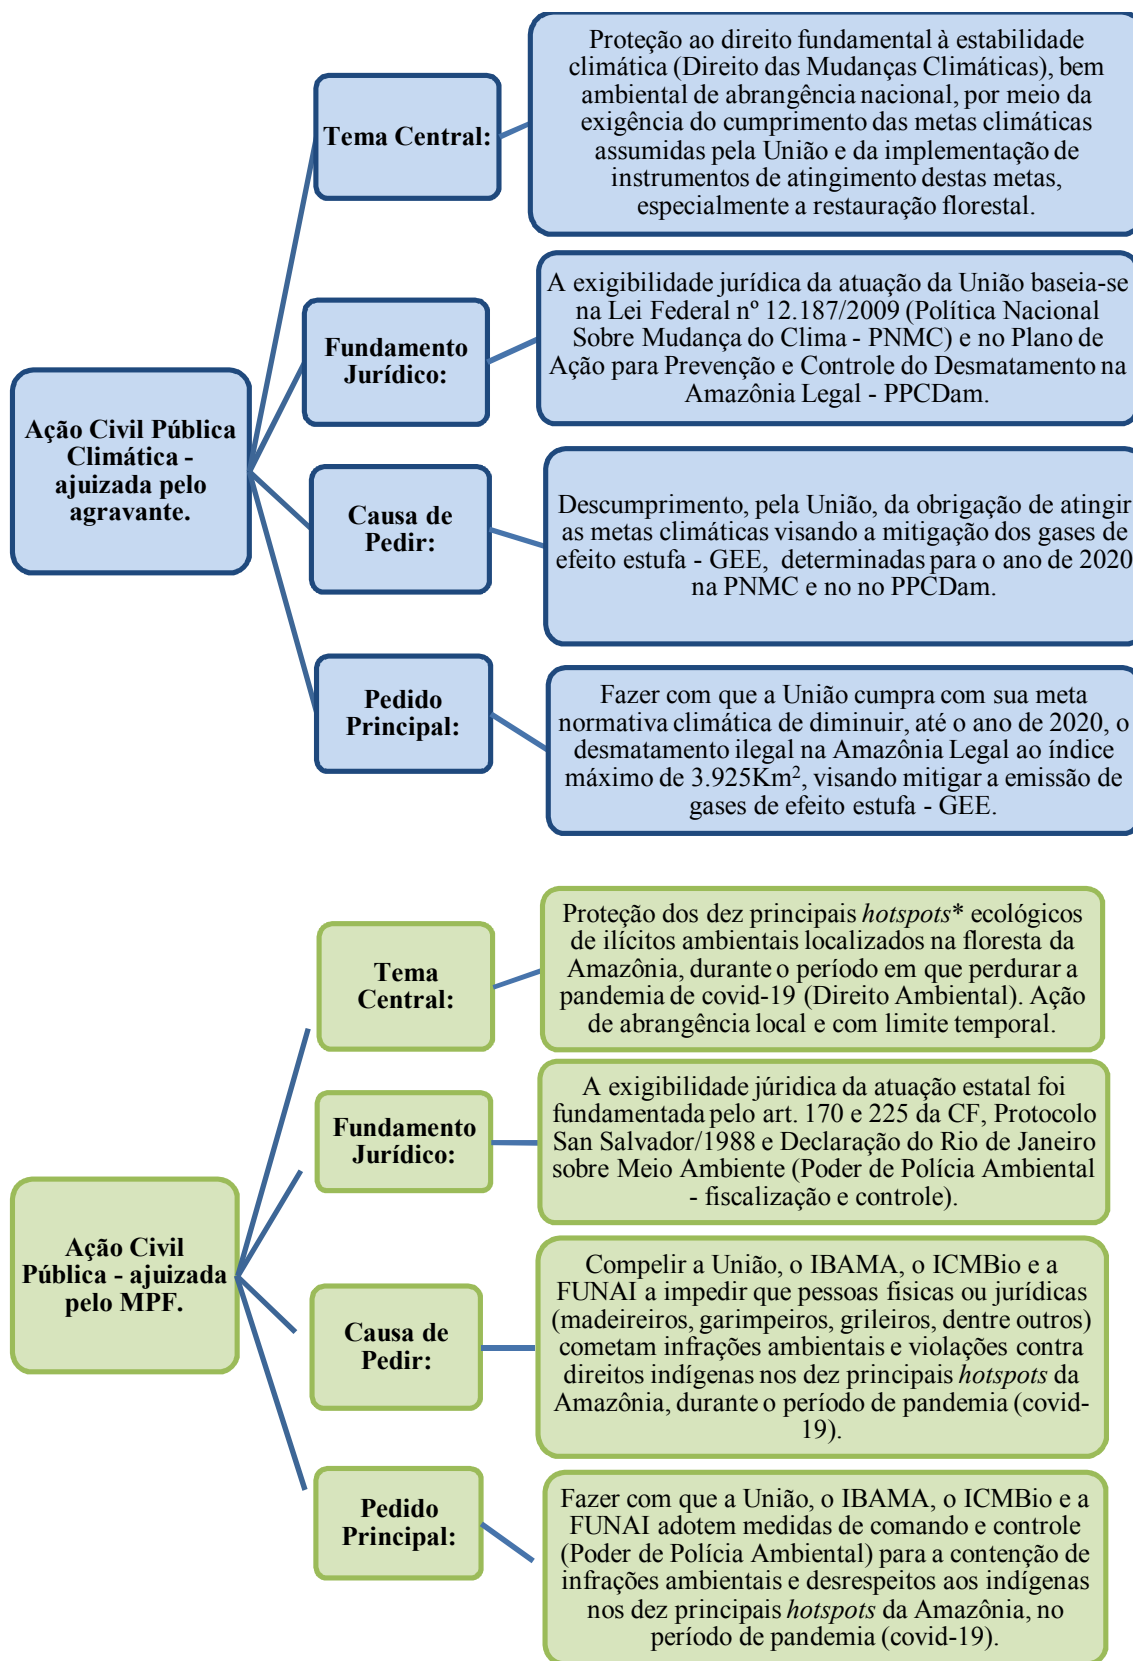 Ação Civil Pública
Climática -
ajuizada pelo
agravante.
Tema Central:
Proteção ao direito fundamental à estabilidade
climática (Direito das Mudanças Climáticas), bem
ambiental de abrangência nacional, por meio da
exigência do cumprimento das metas climáticas
assumidas pela União e da implementação de
instrumentos de atingimento destas metas,
especialmente a restauração florestal.
Fundamento
Jurídico:
A exigibilidade jurídica da atuação da União baseia-se
na Lei Federal nº 12.187/2009 (Política Nacional
Sobre Mudança do Clima - PNMC) e no Plano de
Ação para Prevenção e Controle do Desmatamento na
Amazônia Legal - PPCDam.
Causa de
Pedir:
Descumprimento, pela União, da obrigação de atingir
as metas climáticas visando a mitigação dos gases de
efeito estufa - GEE, determinadas para o ano de 2020
na PNMC e no no PPCDam.
Pedido
Principal:
Fazer com que a União cumpra com sua meta
normativa climática de diminuir, até o ano de 2020, o
desmatamento ilegal na Amazônia Legal ao índice
máximo de 3.925Km², visando mitigar a emissão de
gases de efeito estufa - GEE.
Ação Civil
Pública - ajuizada
pelo MPF.
Tema
Central:
Proteção dos dez principais hotspots* ecológicos
de ilícitos ambientais localizados na floresta da
Amazônia, durante o período em que perdurar a
pandemia de covid-19 (Direito Ambiental). Ação
de abrangência local e com limite temporal.
Fundamento
Jurídico:
A exigibilidade júridica da atuação estatal foi
fundamentada pelo art. 170 e 225 da CF, Protocolo
San Salvador/1988 e Declaração do Rio de Janeiro
sobre Meio Ambiente (Poder de Polícia Ambiental
- fiscalização e controle).
Causa de
Pedir:
Compelir a União, o IBAMA, o ICMBio e a
FUNAI a impedir que pessoas físicas ou jurídicas
(madeireiros, garimpeiros, grileiros, dentre outros)
cometam infrações ambientais e violações contra
direitos indígenas nos dez principais hotspots da
Amazônia, durante o período de pandemia (covid-
19).
Pedido
Principal:
Fazer com que a União, o IBAMA, o ICMBio e a
FUNAI adotem medidas de comando e controle
(Poder de Polícia Ambiental) para a contenção de
infrações ambientais e desrespeitos aos indígenas
nos dez principais hotspots da Amazônia, no
período de pandemia (covid-19).